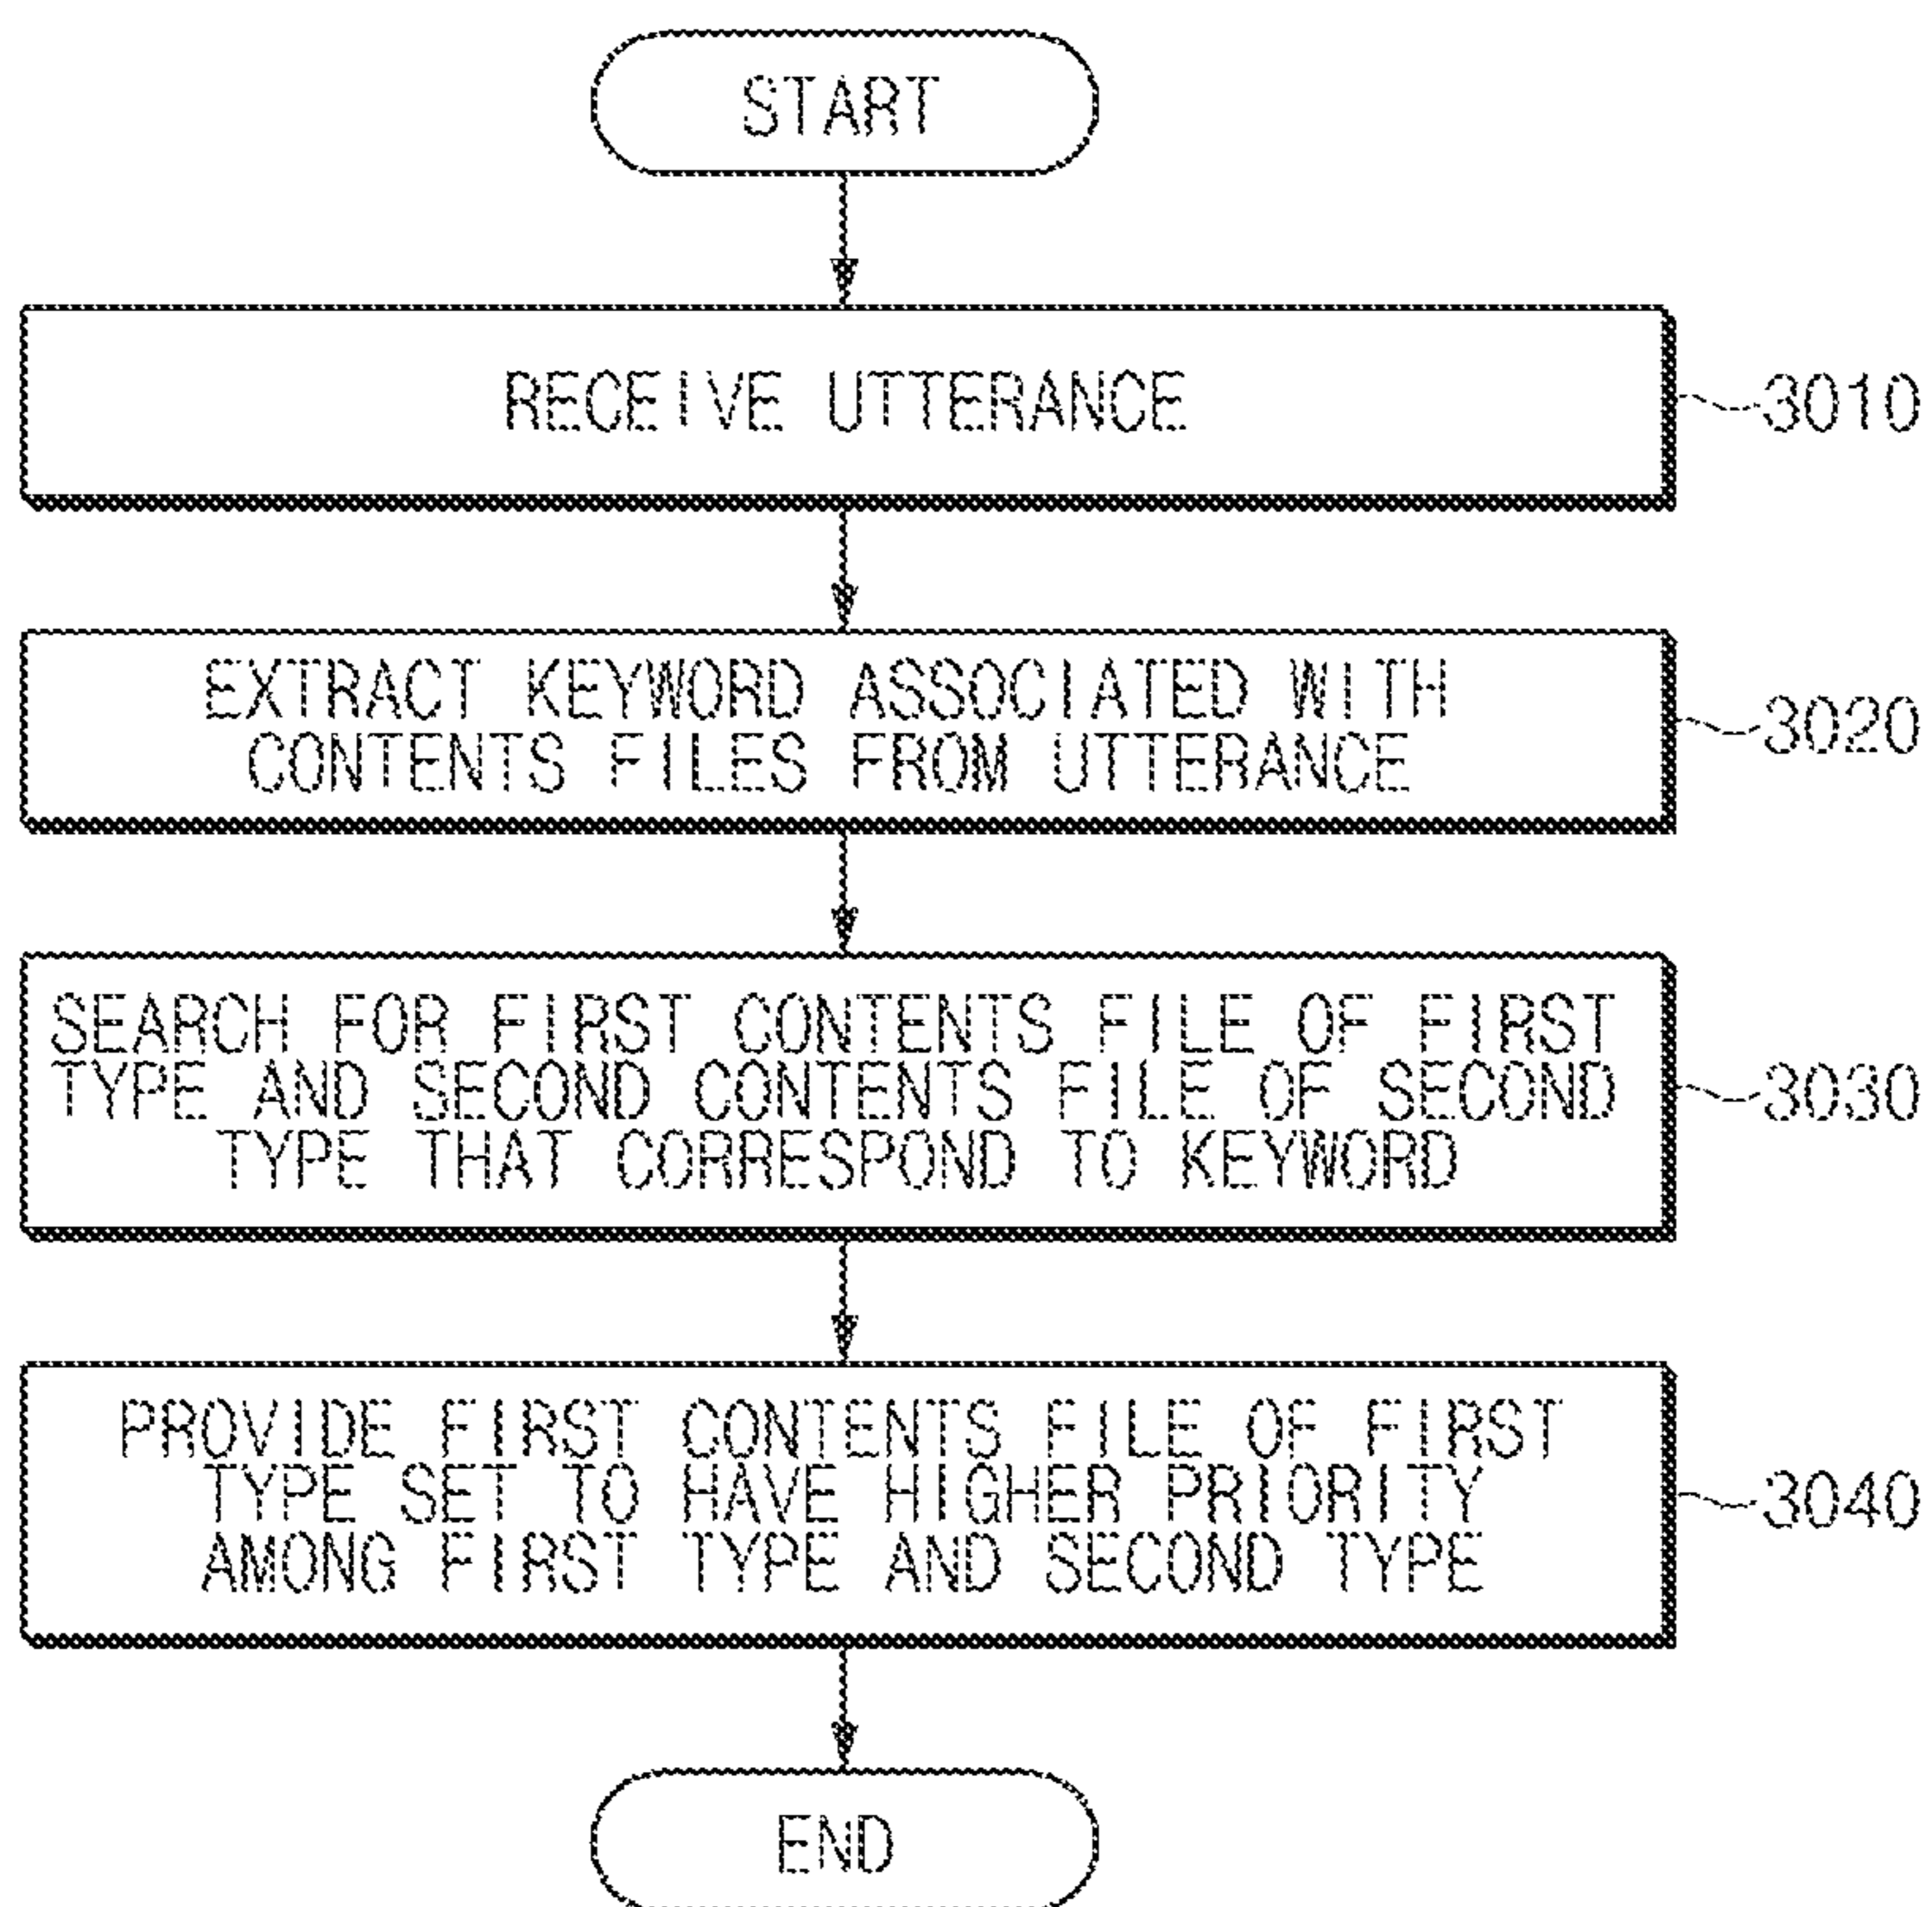 START
RECEIVE UTTERANCE
3010
EXTRACT KEYWORD ASSOCIATED WITH
CONTENTS FILES FROM UTTERANCE
3020
SEARCH FOR FIRST CONTENTS FILE OF FIRST
TYPE AND SECOND CONTENTS FILE OF SECOND
TYPE THAT CORRESPOND TO KEYWORD
3030
PROVIDE FIRST CONTENTS FILE OF FIRST
TYPE SET TO HAVE HIGHER PRIORITY
AMONG FIRST TYPE AND SECOND TYPE
3040
END